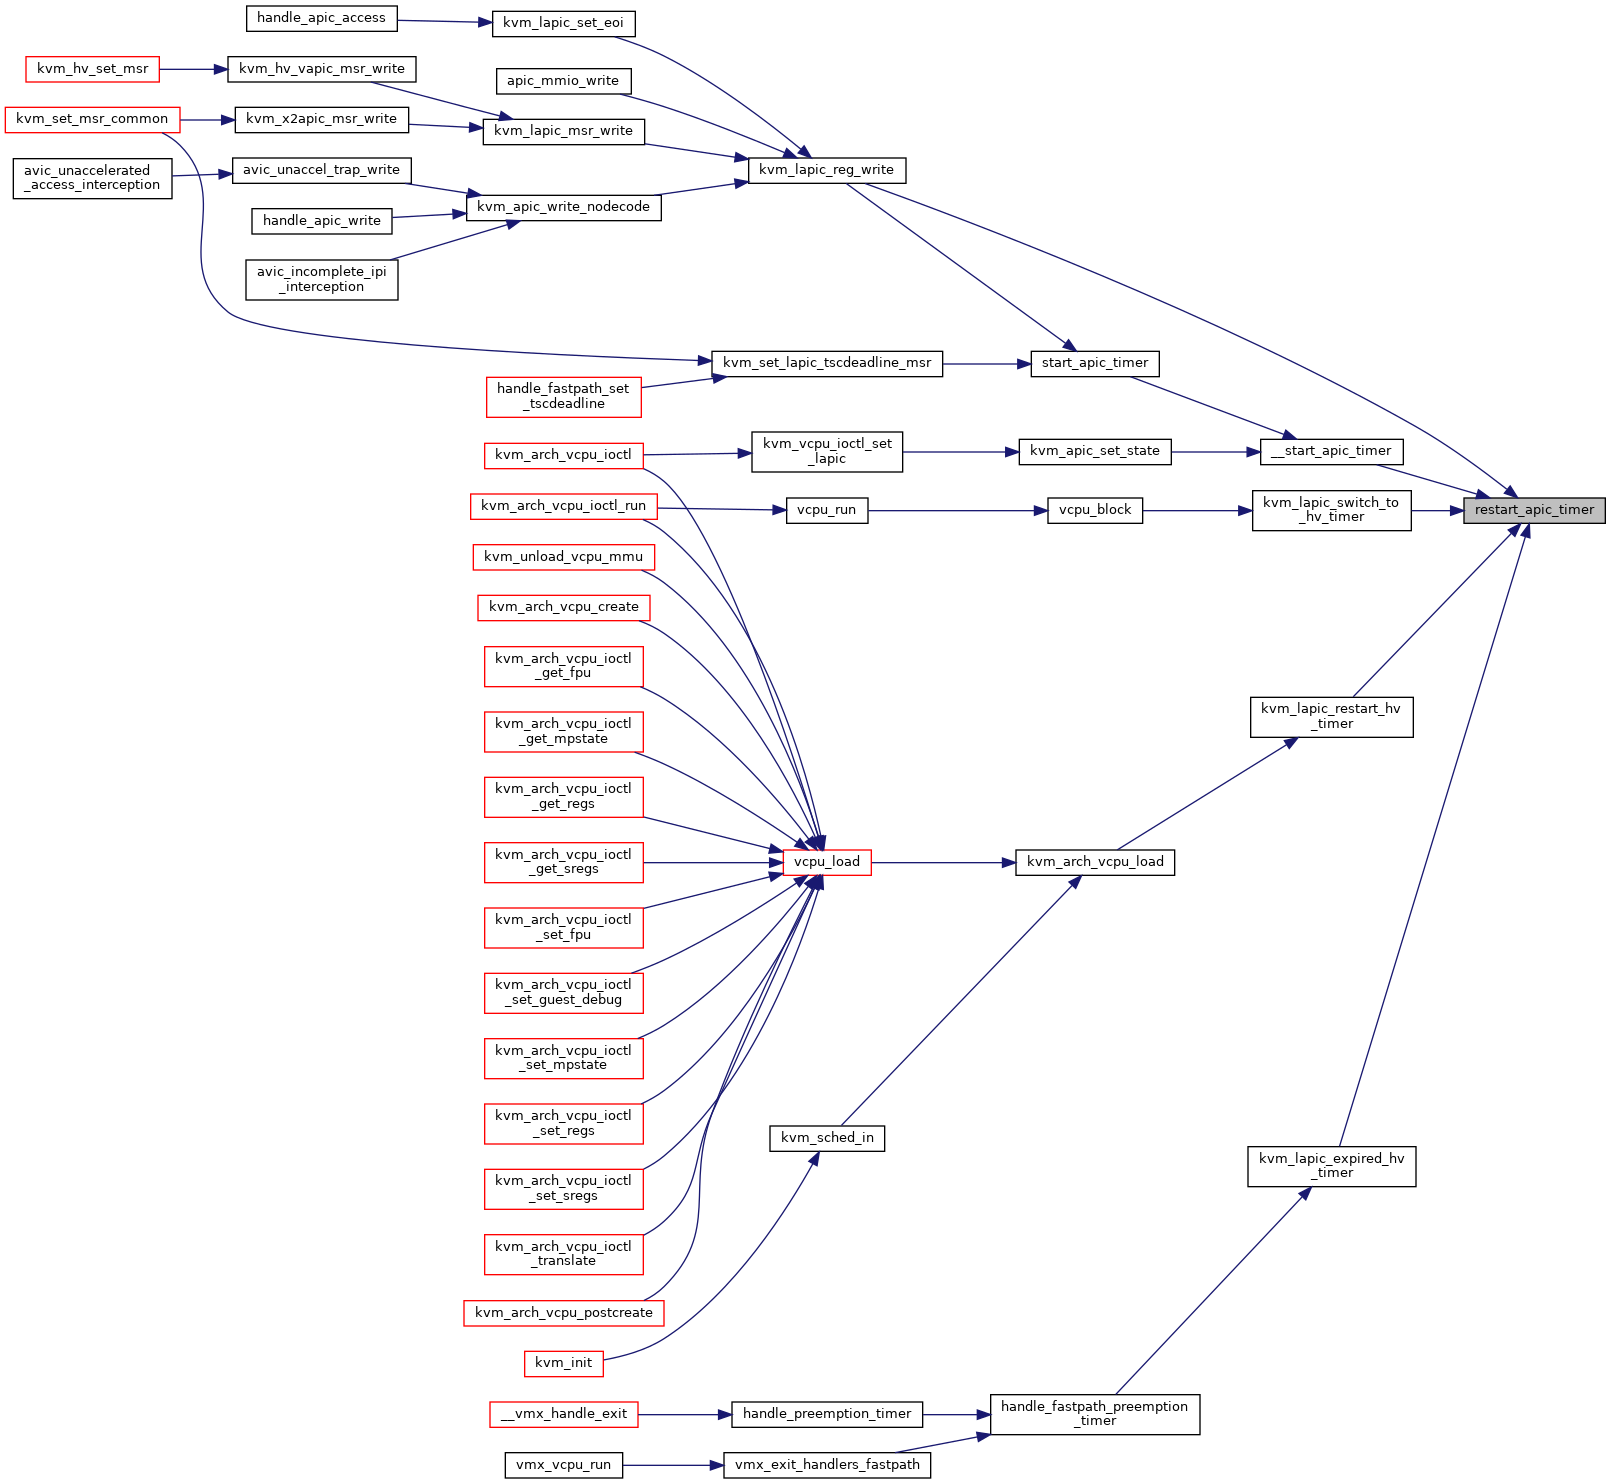 handle_apic_access
kvm_lapic_set_eoi
kvm_hv_set_msr
kvm_hv_vapic_msr_write
apic_mmio_write
kvm_set_msr_common
kvm_x2apic_msr_write
kvm_lapic_msr_write
avic_unaccelerated
_access_interception
avic_unaccel_trap_write
kvm_lapic_reg_write
handle_apic_write
kvm_apic_write_nodecode
avic_incomplete_ipi
_interception
kvm_set_lapic_tscdeadline_msr
start_apic_timer
handle_fastpath_set
_tscdeadline
kvm_arch_vcpu_ioctl
kvm_vcpu_ioctl_set
_lapic
kvm_apic_set_state
__start_apic_timer
kvm_arch_vcpu_ioctl_run
vcpu_run
vcpu_block
kvm_lapic_switch_to
_hv_timer
restart_apic_timer
kvm_unload_vcpu_mmu
kvm_arch_vcpu_create
kvm_arch_vcpu_ioctl
_get_fpu
kvm_arch_vcpu_ioctl
_get_mpstate
kvm_lapic_restart_hv
_timer
kvm_arch_vcpu_ioctl
_get_regs
kvm_arch_vcpu_ioctl
_get_sregs
vcpu_load
kvm_arch_vcpu_load
kvm_arch_vcpu_ioctl
_set_fpu
kvm_arch_vcpu_ioctl
_set_guest_debug
kvm_arch_vcpu_ioctl
_set_mpstate
kvm_arch_vcpu_ioctl
_set_regs
kvm_sched_in
kvm_lapic_expired_hv
_timer
kvm_arch_vcpu_ioctl
_set_sregs
kvm_arch_vcpu_ioctl
_translate
kvm_arch_vcpu_postcreate
kvm_init
__vmx_handle_exit
handle_preemption_timer
handle_fastpath_preemption
_timer
vmx_vcpu_run
vmx_exit_handlers_fastpath